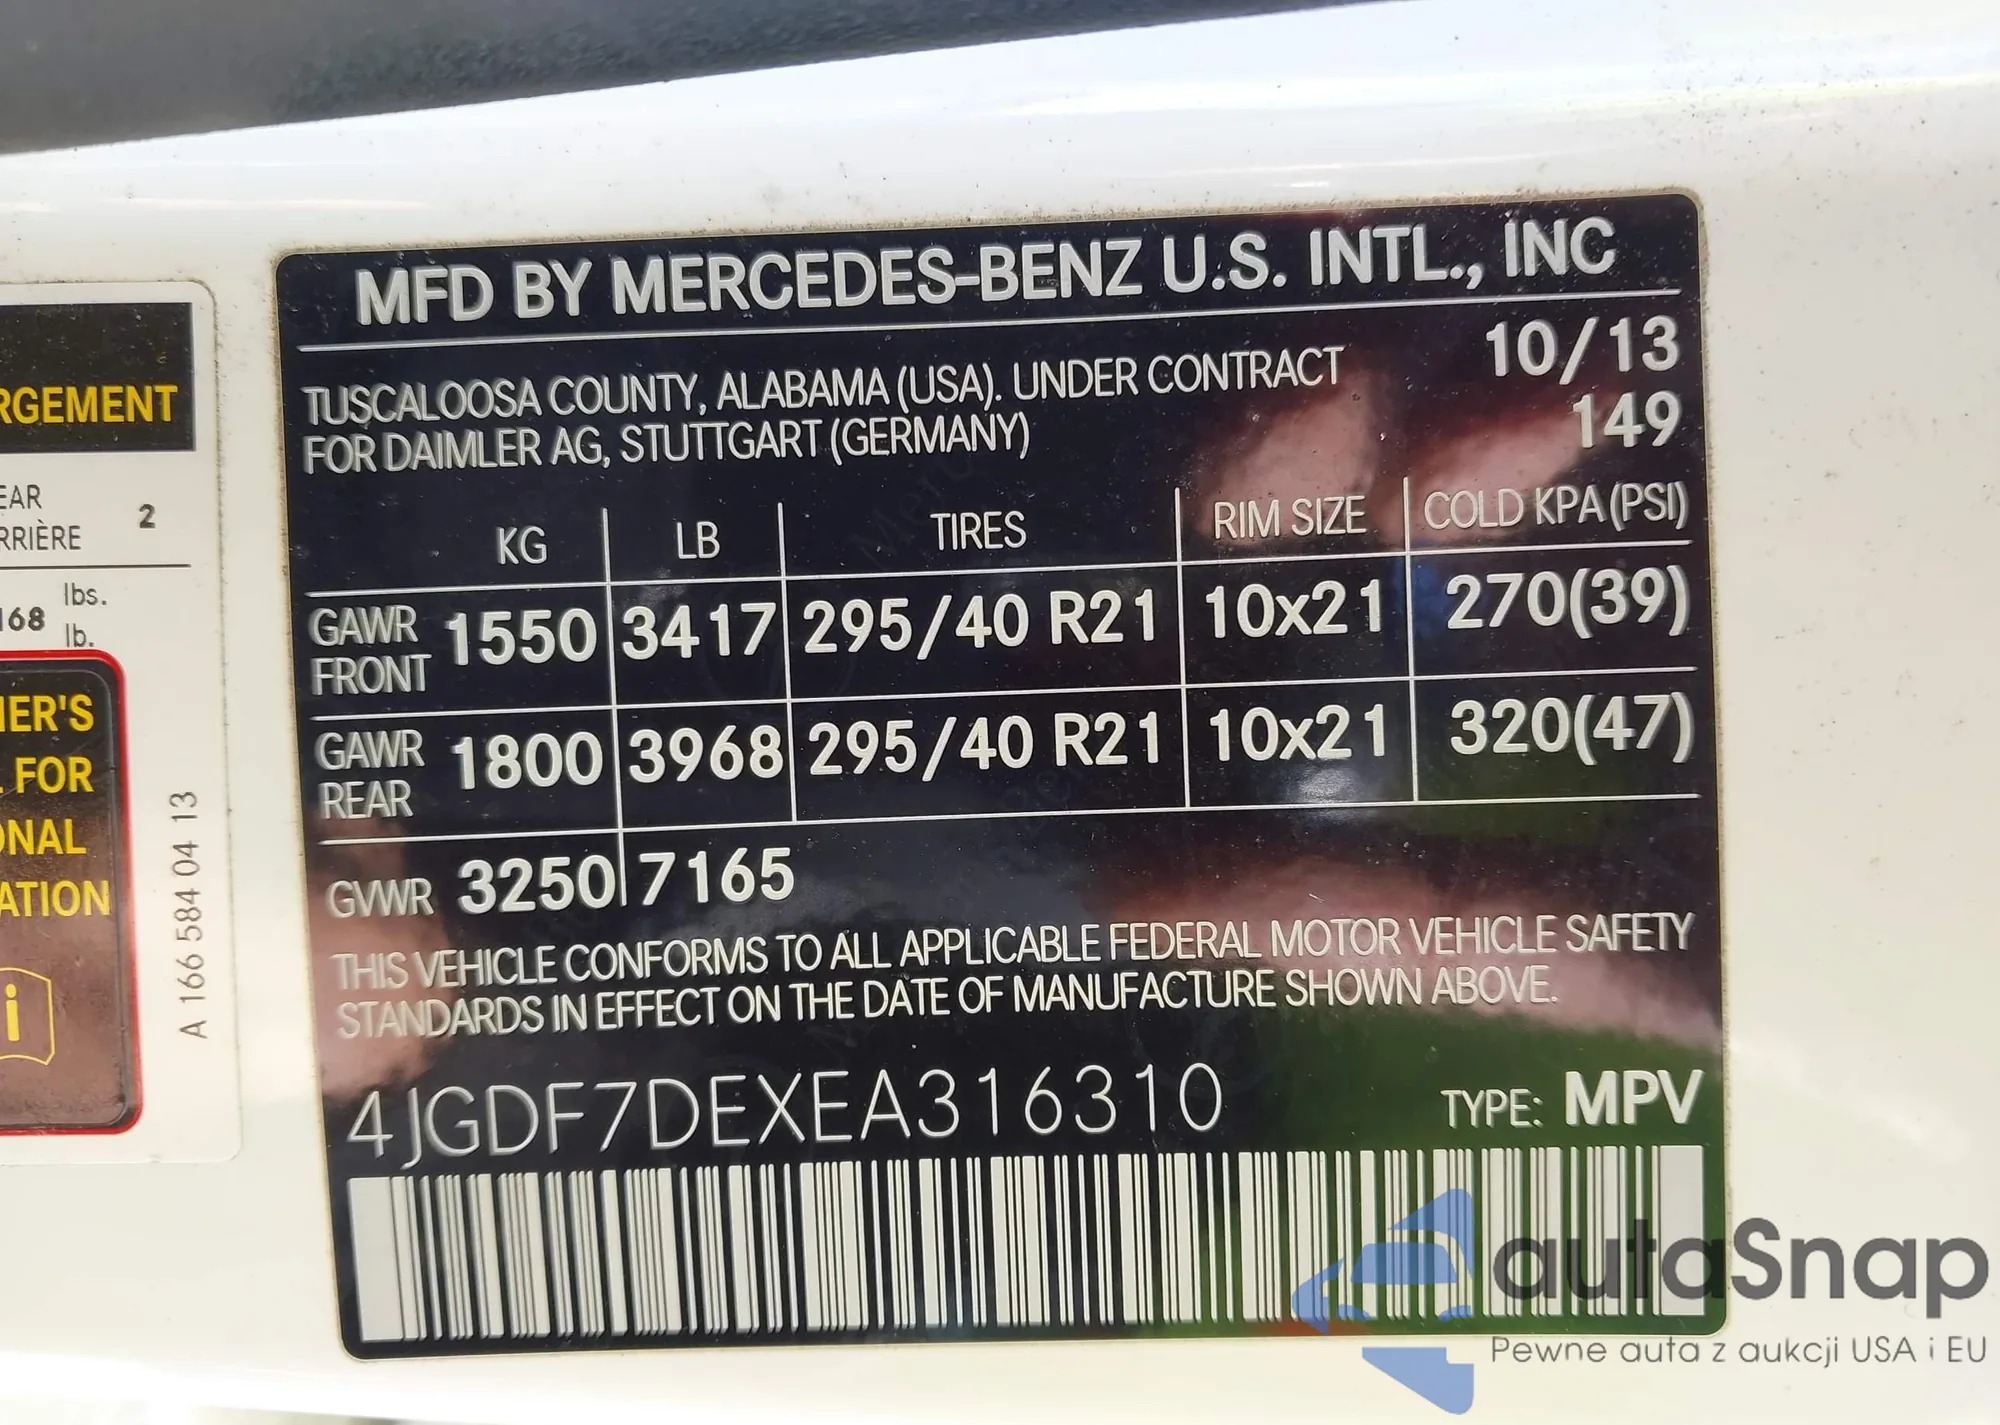 RGEMENT
EAR
RRIÈRE 2
168 lbs.
lb.
IER'S
L FOR
ONAL
ATION
i
A 166 584 04 13
MFD BY MERCEDES-BENZ U.S. INTL., INC
TUSCALOOSA COUNTY, ALABAMA (USA). UNDER CONTRACT 10/13
FOR DAIMLER AG, STUTTGART (GERMANY) 149
KG LB TIRES RIM SIZE COLD KPA (PSI)
GAWR FRONT 1550 3417 295/40 R21 10x21 270(39)
GAWR REAR 1800 3968 295/40 R21 10x21 320(47)
GVWR 3250 7165
THIS VEHICLE CONFORMS TO ALL APPLICABLE FEDERAL MOTOR VEHICLE SAFETY
STANDARDS IN EFFECT ON THE DATE OF MANUFACTURE SHOWN ABOVE.
4JGDF7DEXEA316310 TYPE: MPV
autaSnap
Pewne auta z aukcji USA i EU